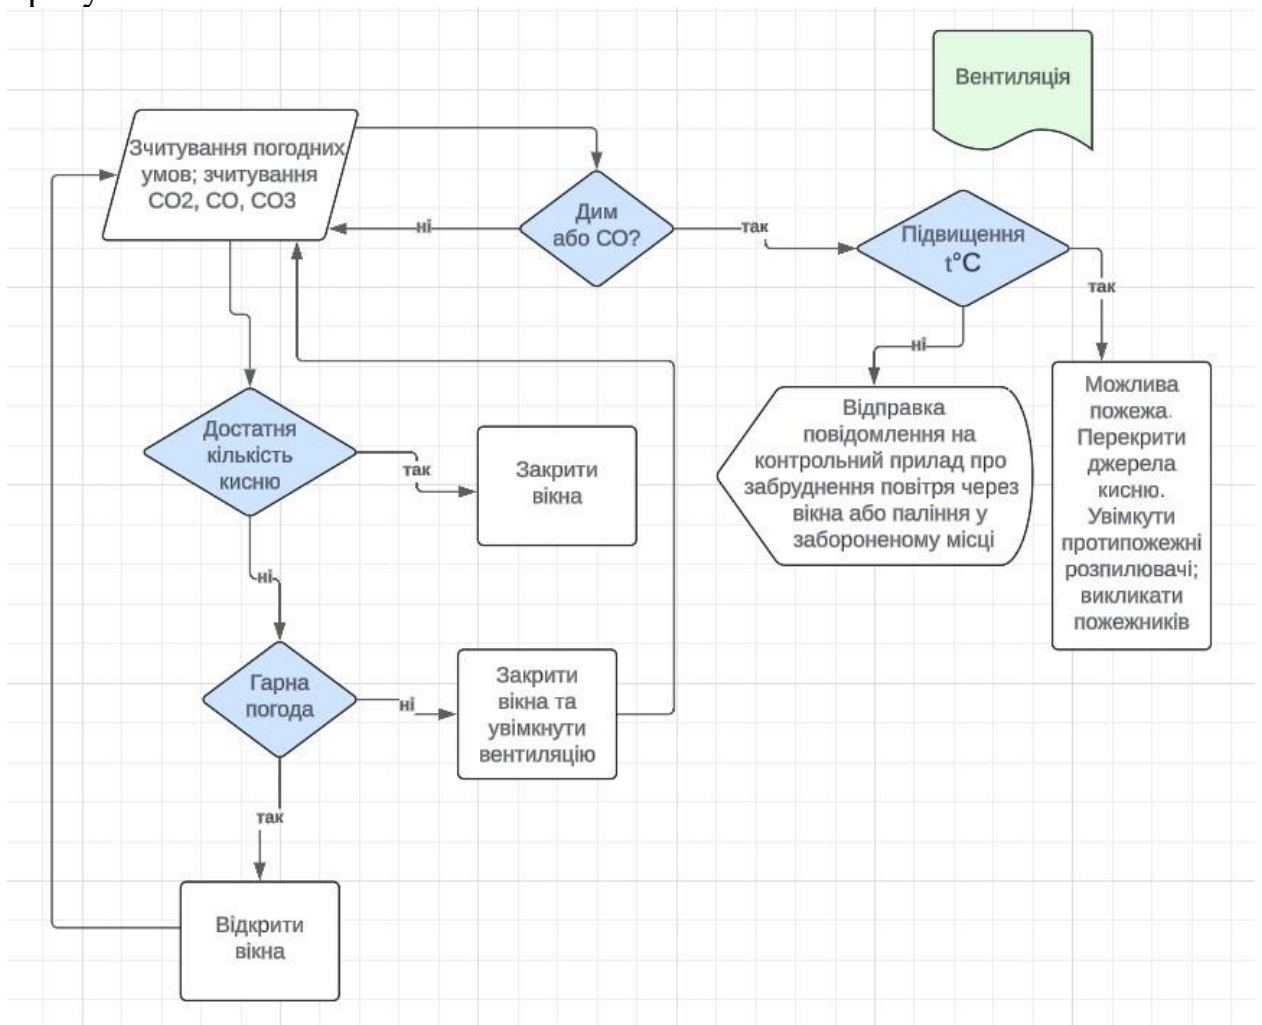 Вентиляція
Зчитування погодних
умов; зчитування
CO2, CO, CO3
Дим
або CO?
ні
так
Підвищення
t°C
так
ні
Відправка
повідомлення на
контрольний прилад про
забруднення повітря через
вікна або паління у
забороненому місці
Можлива
пожежа.
Перекрити
джерела
кисню.
Увімкути
протипожежні
розпилювачі;
викликати
пожежників
Достатня
кількість
кисню
так
Закрити
вікна
ні
Гарна
погода
ні
Закрити
вікна та
увімкнути
вентиляцію
так
Відкрити
вікна